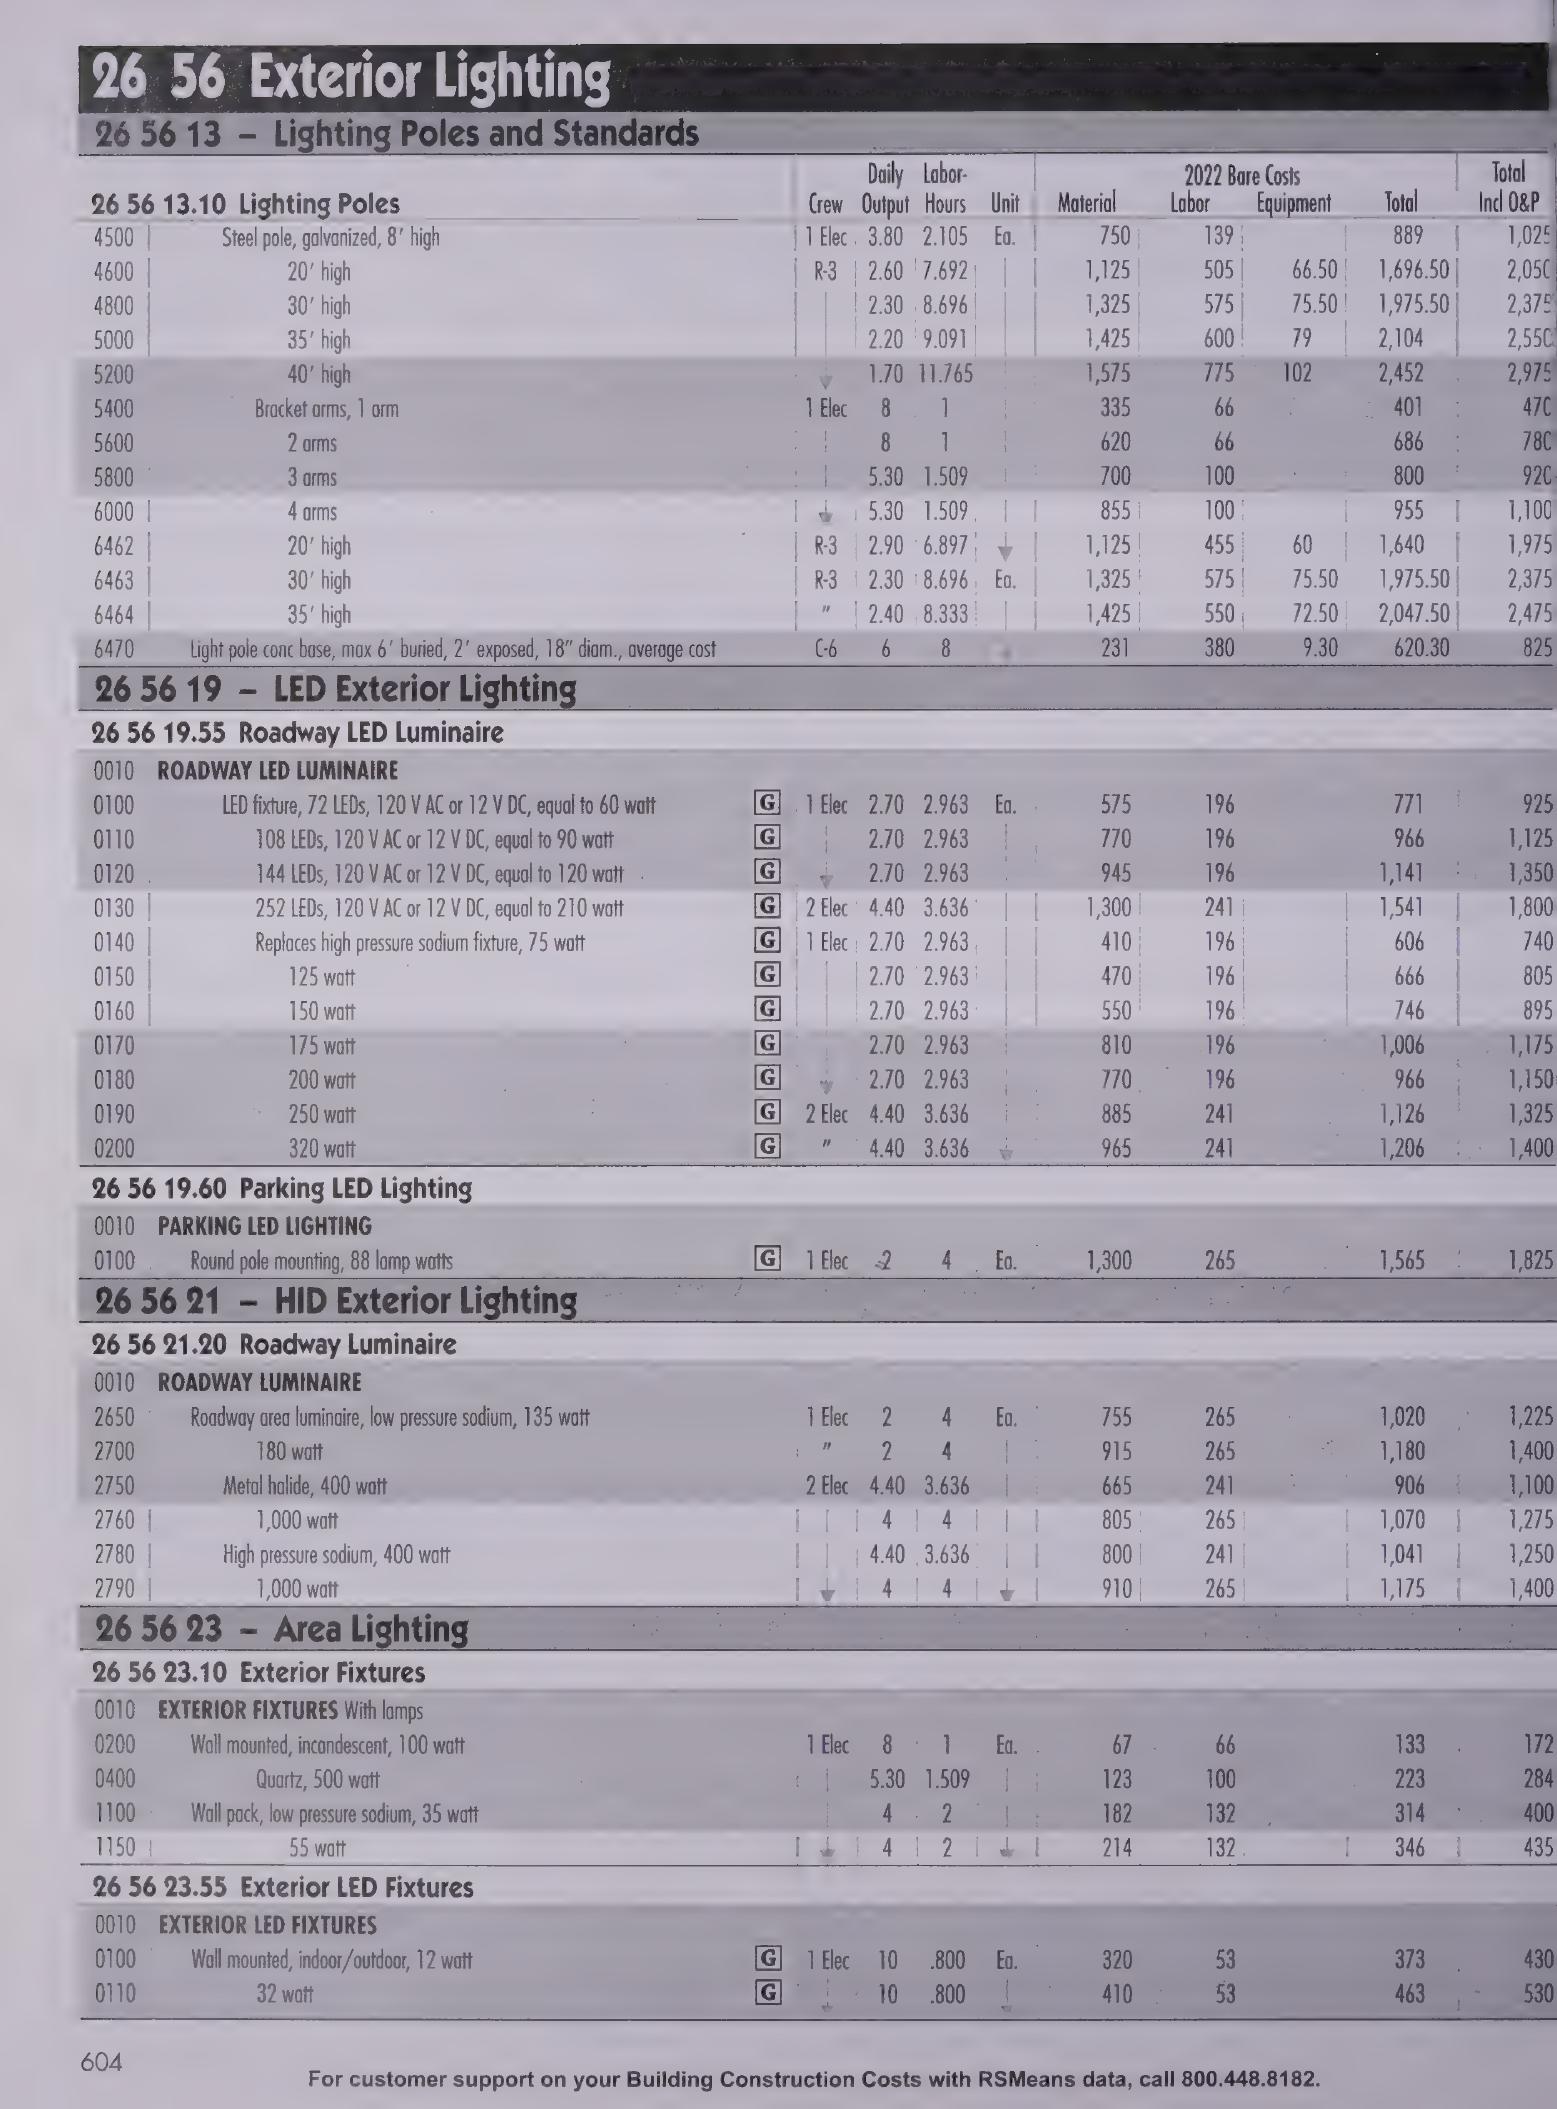 26 56 Exterior Lighting
26 56 13 – Lighting Poles and Standards
Daily Labor- 2022 Bare Costs Total
26 56 13.10 Lighting Poles Crew Output Hours Unit Material Labor Equipment Total Incl O&P
4500 Steel pole, galvanized, 8' high 1 Elec 3.80 2.105 Ea. 750 139 889 1,025
4600 20' high R-3 2.60 7.692 1,125 505 66.50 1,696.50 2,050
4800 30' high 2.30 8.696 1,325 575 75.50 1,975.50 2,375
5000 35' high 2.20 9.091 1,425 600 79 2,104 2,550
5200 40' high 1.70 11.765 1,575 775 102 2,452 2,975
5400 Bracket arms, 1 arm 1 Elec 8 1 335 66 401 470
5600 2 arms 8 1 620 66 686 780
5800 3 arms 5.30 1.509 700 100 800 920
6000 4 arms 5.30 1.509 855 100 955 1,100
6462 20' high R-3 2.90 6.897 1,125 455 60 1,640 1,975
6463 30' high R-3 2.30 8.696 Ea. 1,325 575 75.50 1,975.50 2,375
6464 35' high " 2.40 8.333 1,425 550 72.50 2,047.50 2,475
6470 Light pole conc base, max 6' buried, 2' exposed, 18" diam., average cost C-6 6 8 231 380 9.30 620.30 825
26 56 19 – LED Exterior Lighting
26 56 19.55 Roadway LED Luminaire
0010 ROADWAY LED LUMINAIRE
0100 LED fixture, 72 LEDs, 120 V AC or 12 V DC, equal to 60 watt G 1 Elec 2.70 2.963 Ea. 575 196 771 925
0110 108 LEDs, 120 V AC or 12 V DC, equal to 90 watt G 2.70 2.963 770 196 966 1,125
0120 144 LEDs, 120 V AC or 12 V DC, equal to 120 watt G 2.70 2.963 945 196 1,141 1,350
0130 252 LEDs, 120 V AC or 12 V DC, equal to 210 watt G 2 Elec 4.40 3.636 1,300 241 1,541 1,800
0140 Replaces high pressure sodium fixture, 75 watt G 1 Elec 2.70 2.963 410 196 606 740
0150 125 watt G 2.70 2.963 470 196 666 805
0160 150 watt G 2.70 2.963 550 196 746 895
0170 175 watt G 2.70 2.963 810 196 1,006 1,175
0180 200 watt G 2.70 2.963 770 196 966 1,150
0190 250 watt G 2 Elec 4.40 3.636 885 241 1,126 1,325
0200 320 watt G " 4.40 3.636 965 241 1,206 1,400
26 56 19.60 Parking LED Lighting
0010 PARKING LED LIGHTING
0100 Round pole mounting, 88 lamp watts G 1 Elec 2 4 Ea. 1,300 265 1,565 1,825
26 56 21 – HID Exterior Lighting
26 56 21.20 Roadway Luminaire
0010 ROADWAY LUMINAIRE
2650 Roadway area luminaire, low pressure sodium, 135 watt 1 Elec 2 4 Ea. 755 265 1,020 1,225
2700 180 watt " 2 4 915 265 1,180 1,400
2750 Metal halide, 400 watt 2 Elec 4.40 3.636 665 241 906 1,100
2760 1,000 watt 4 4 805 265 1,070 1,275
2780 High pressure sodium, 400 watt 4.40 3.636 800 241 1,041 1,250
2790 1,000 watt 4 4 910 265 1,175 1,400
26 56 23 – Area Lighting
26 56 23.10 Exterior Fixtures
0010 EXTERIOR FIXTURES With lamps
0200 Wall mounted, incandescent, 100 watt 1 Elec 8 1 Ea. 67 66 133 172
0400 Quartz, 500 watt 5.30 1.509 123 100 223 284
1100 Wall pack, low pressure sodium, 35 watt 4 2 182 132 314 400
1150 55 watt 4 2 214 132 346 435
26 56 23.55 Exterior LED Fixtures
0010 EXTERIOR LED FIXTURES
0100 Wall mounted, indoor/outdoor, 12 watt G 1 Elec 10 .800 Ea. 320 53 373 430
0110 32 watt G 10 .800 410 53 463 530
604
For customer support on your Building Construction Costs with RSMeans data, call 800.448.8182.